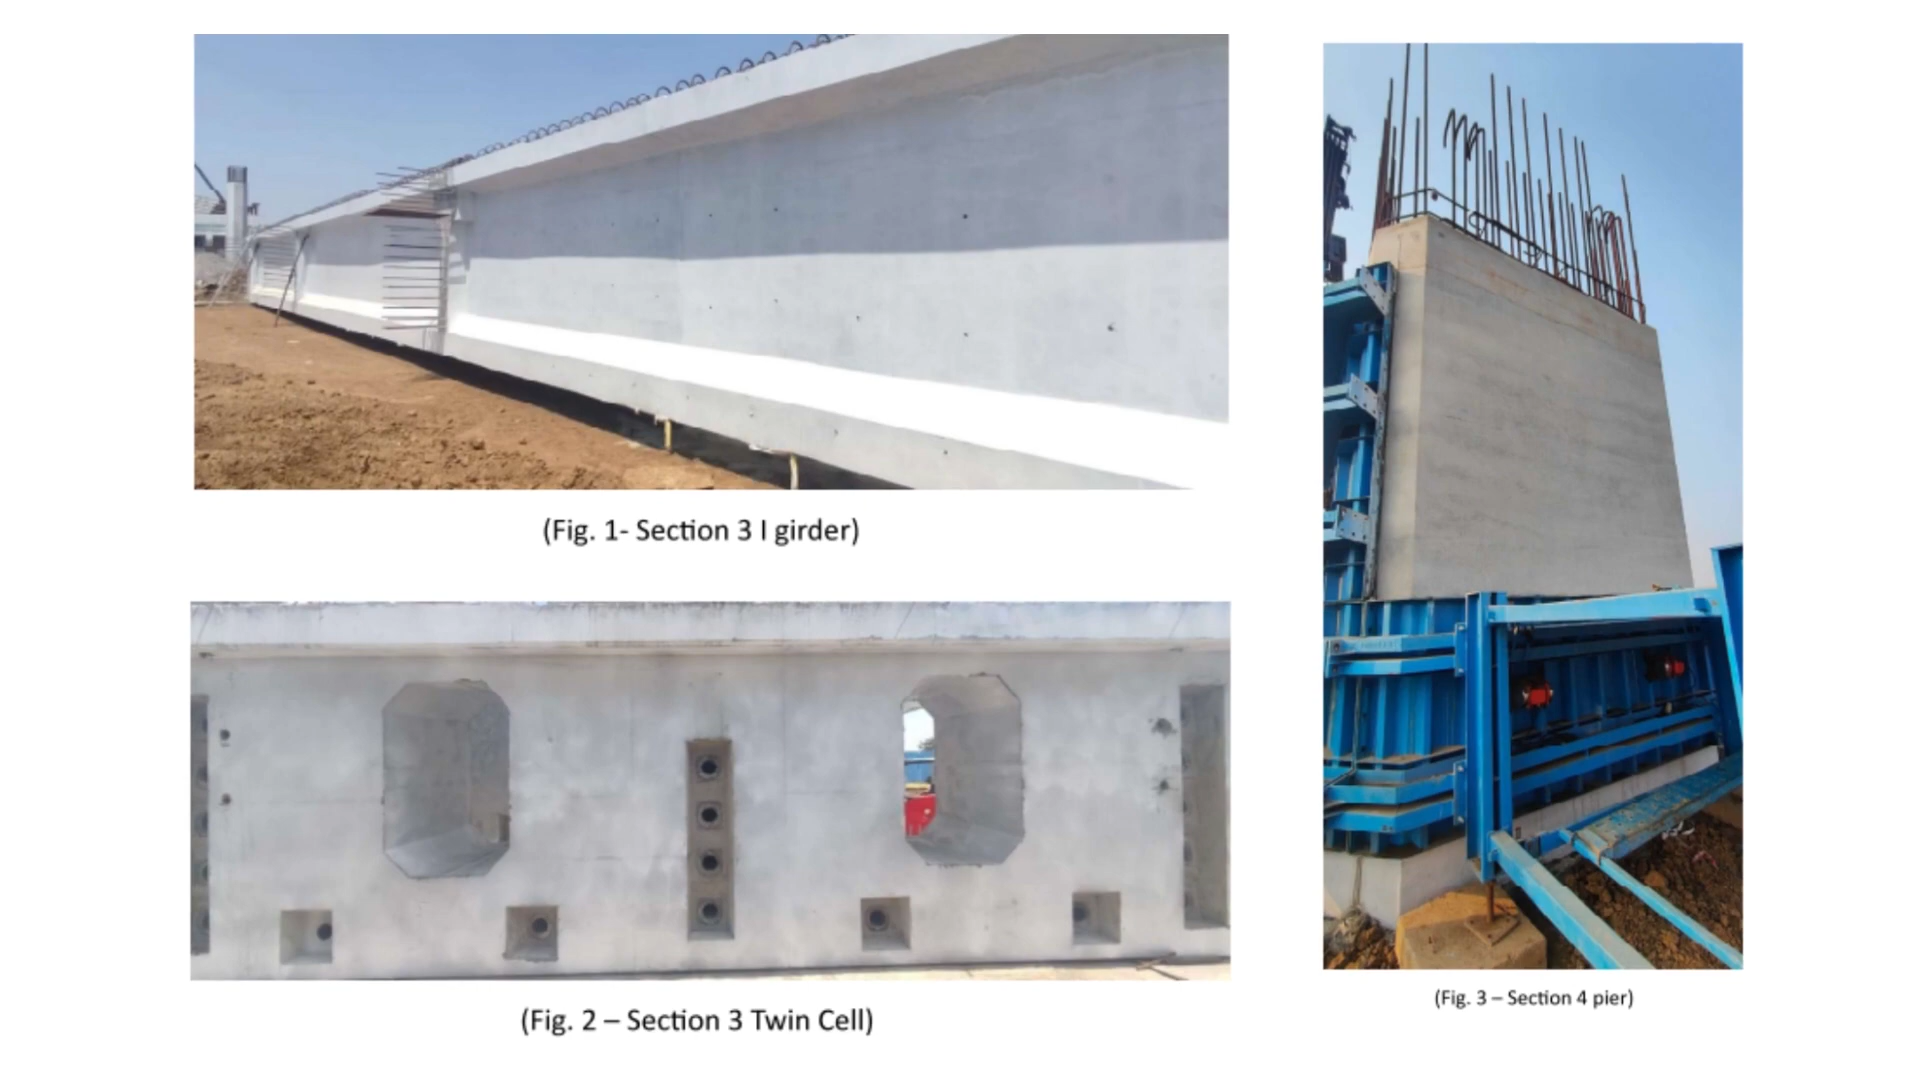 (Fig. 1- Section 3 I girder)
(Fig. 2 – Section 3 Twin Cell)
(Fig. 3 – Section 4 pier)